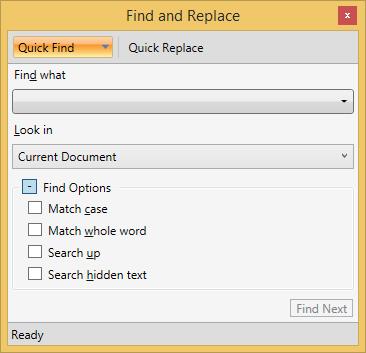 Find and Replace
Quick Find Quick Replace
Find what
Look in
Current Document
Find Options
Match case
Match whole word
Search up
Search hidden text
Find Next
Ready